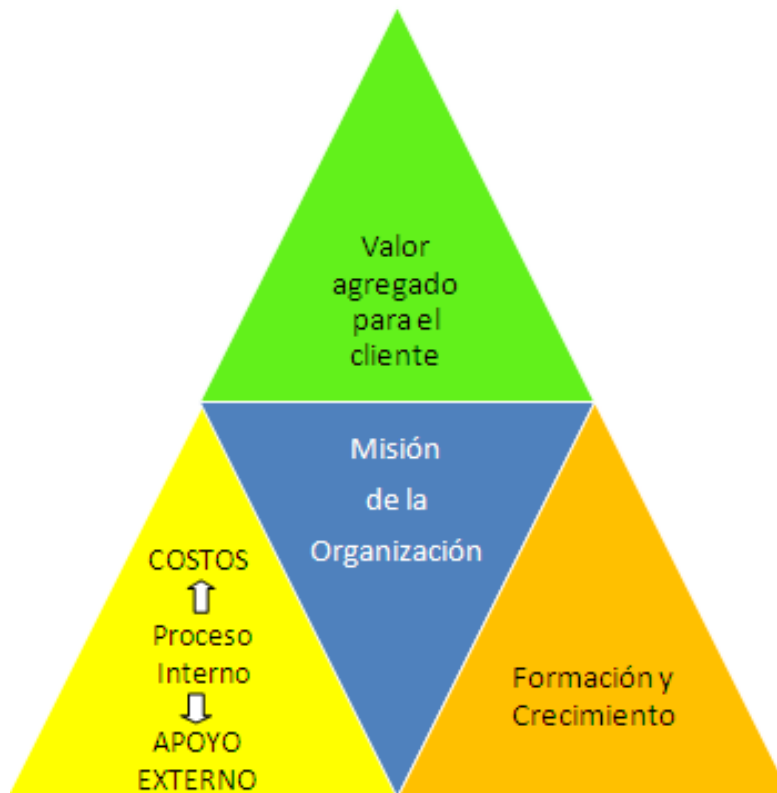 Valor
agregado
para el
cliente
Misión
de la
Organización
COSTOS
Proceso
Interno
APOYO
EXTERNO
Formación y
Crecimiento